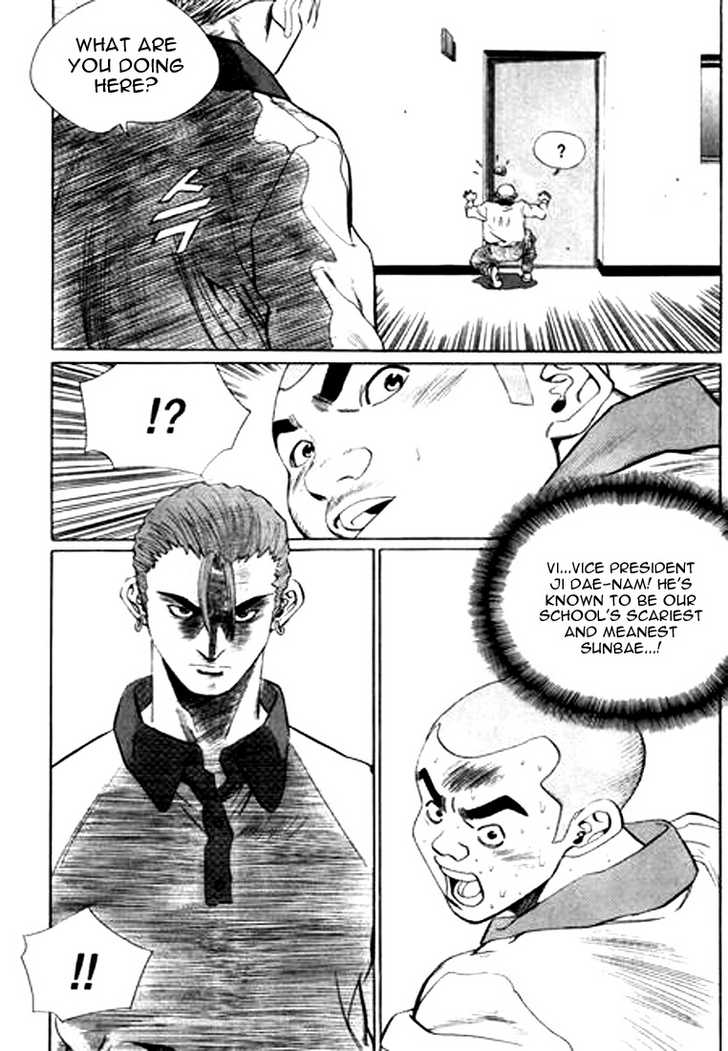 WHAT ARE
YOU DOING
HERE?
?
!?
VI...VICE PRESIDENT
JI DAE-NAM! HE'S
KNOWN TO BE OUR
SCHOOL'S SCARIEST
AND MEANEST
SUNBAE...!
!!